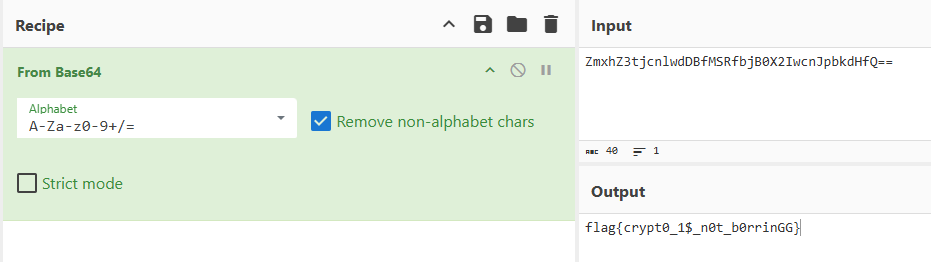 Recipe
From Base64
Alphabet
A-Za-z0-9+/=
Remove non-alphabet chars
Strict mode
Input
ZmxhZ3tjcnlwdDBfMSRfbjB0X2IwcnJpbkdHfQ==
ABC 40 1
Output
flag{crypt0_1$_n0t_b0rrinGG}